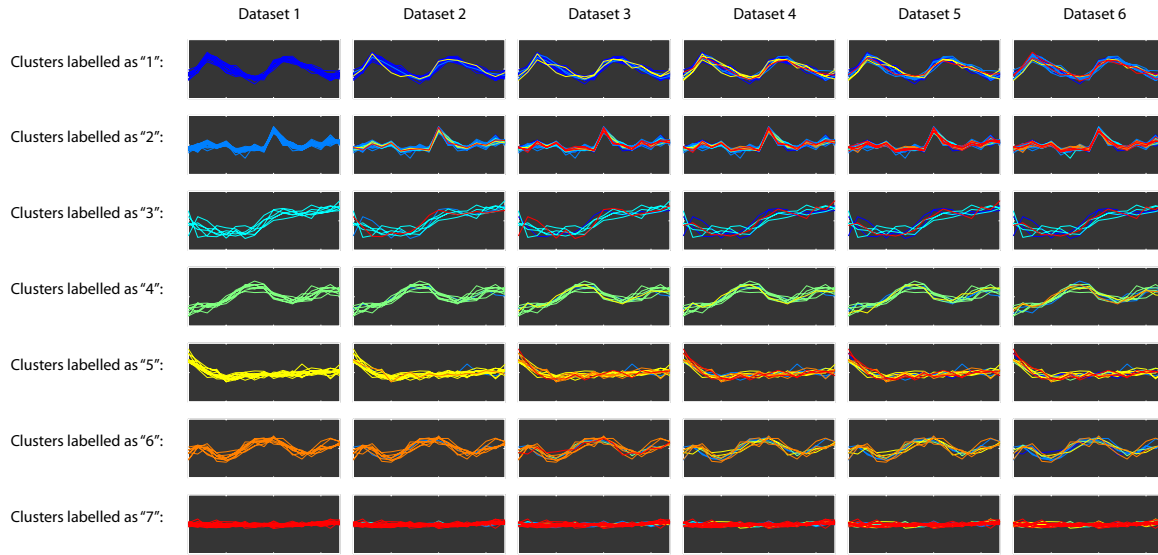 Dataset 1 Dataset 2 Dataset 3 Dataset 4 Dataset 5 Dataset 6
Clusters labelled as “1”:
Clusters labelled as “2”:
Clusters labelled as “3”:
Clusters labelled as “4”:
Clusters labelled as “5”:
Clusters labelled as “6”:
Clusters labelled as “7”: